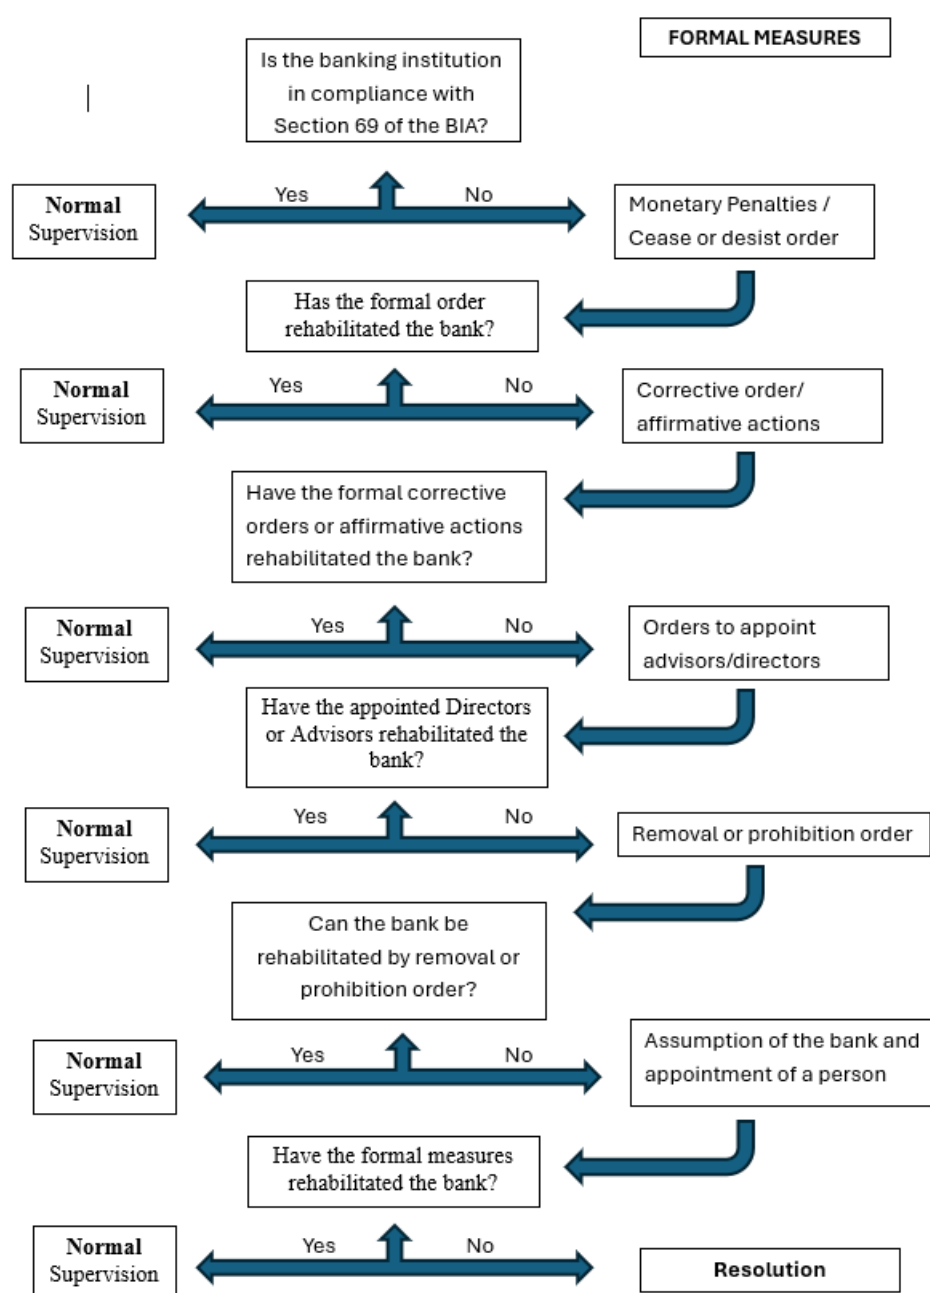 FORMAL MEASURES
Is the banking institution
in compliance with
Section 69 of the BIA?
Yes
No
Normal
Supervision
Monetary Penalties /
Cease or desist order
Has the formal order
rehabilitated the bank?
Yes
No
Normal
Supervision
Corrective order/
affirmative actions
Have the formal corrective
orders or affirmative actions
rehabilitated the bank?
Yes
No
Normal
Supervision
Orders to appoint
advisors/directors
Have the appointed Directors
or Advisors rehabilitated the
bank?
Yes
No
Normal
Supervision
Removal or prohibition order
Can the bank be
rehabilitated by removal or
prohibition order?
Yes
No
Normal
Supervision
Assumption of the bank and
appointment of a person
Have the formal measures
rehabilitated the bank?
Yes
No
Normal
Supervision
Resolution